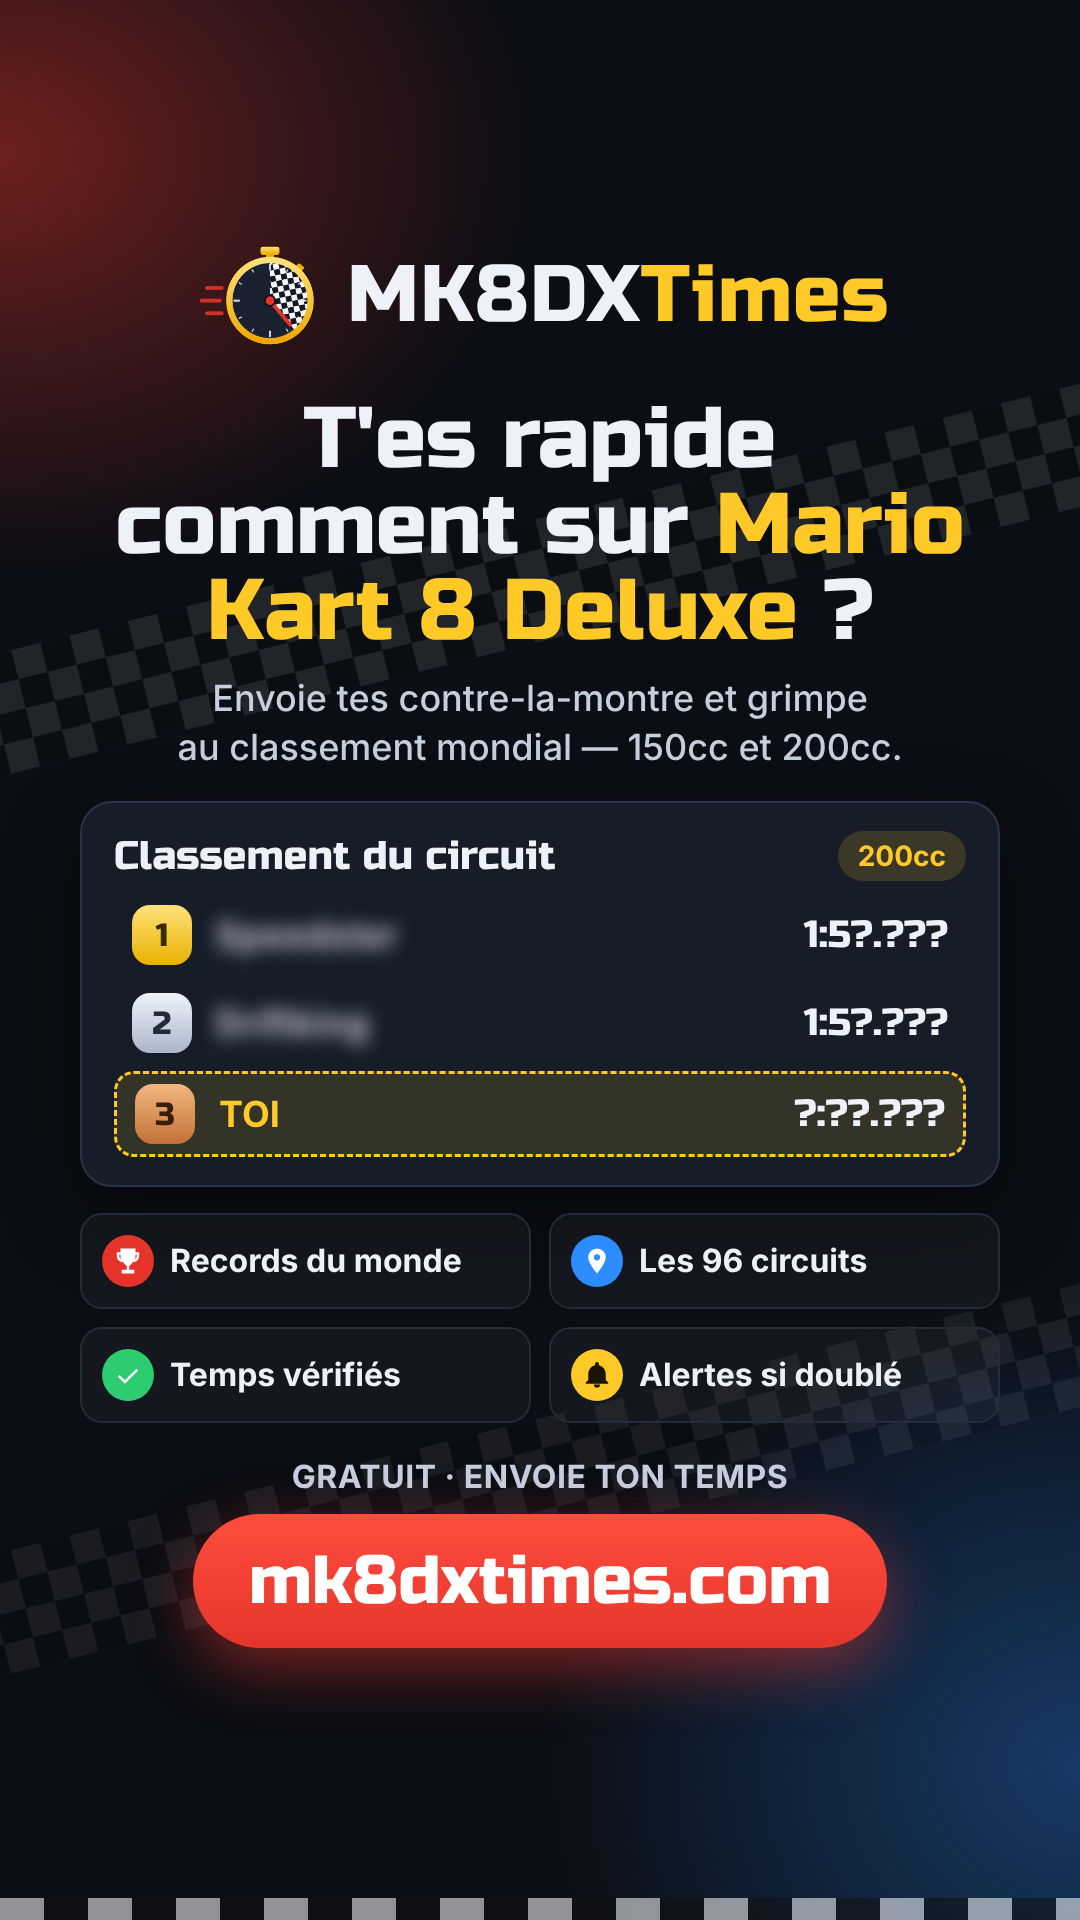 MK8DXTimes
T'es rapide
comment sur Mario
Kart 8 Deluxe ?
Envoie tes contre-la-montre et grimpe
au classement mondial — 150cc et 200cc.
Classement du circuit
200cc
1
1:5?.???
2
1:5?.???
3 TOI
?:??.???
Records du monde
Les 96 circuits
Temps vérifiés
Alertes si doublé
GRATUIT · ENVOIE TON TEMPS
mk8dxtimes.com